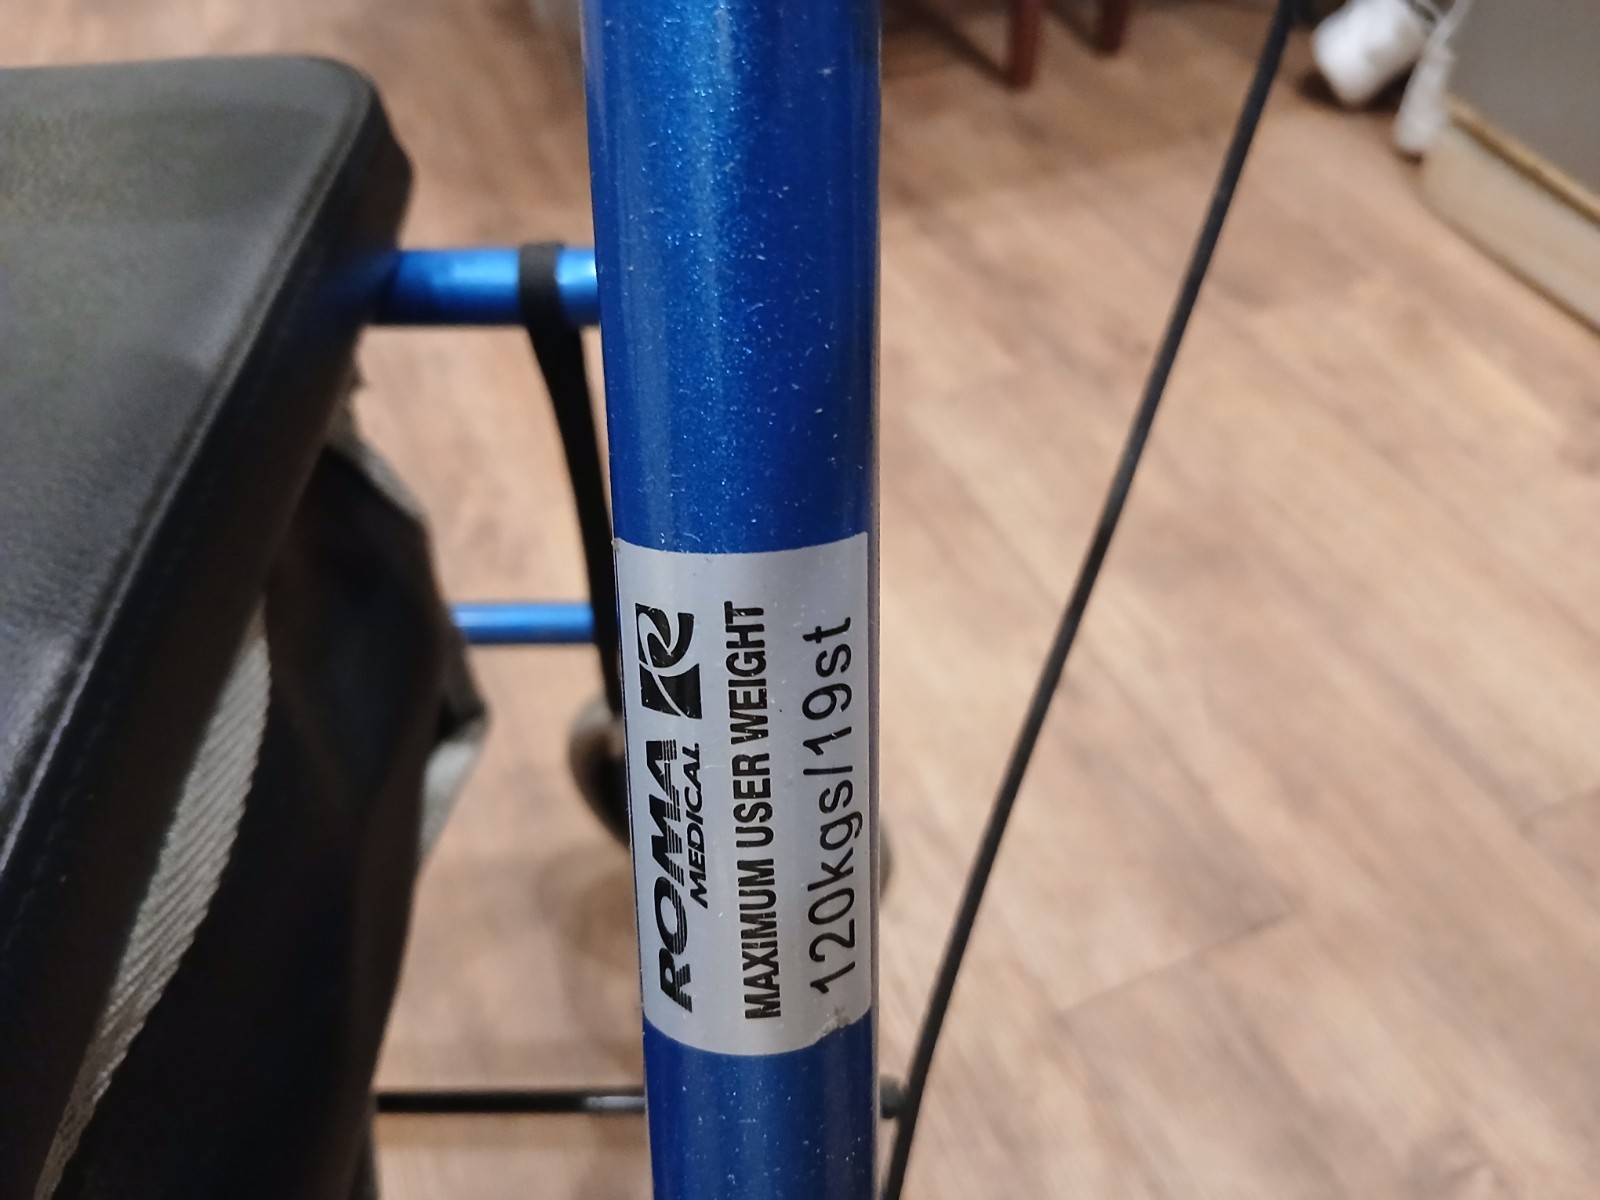 ROMA
MEDICAL
MAXIMUM USER WEIGHT
120kgs/19st